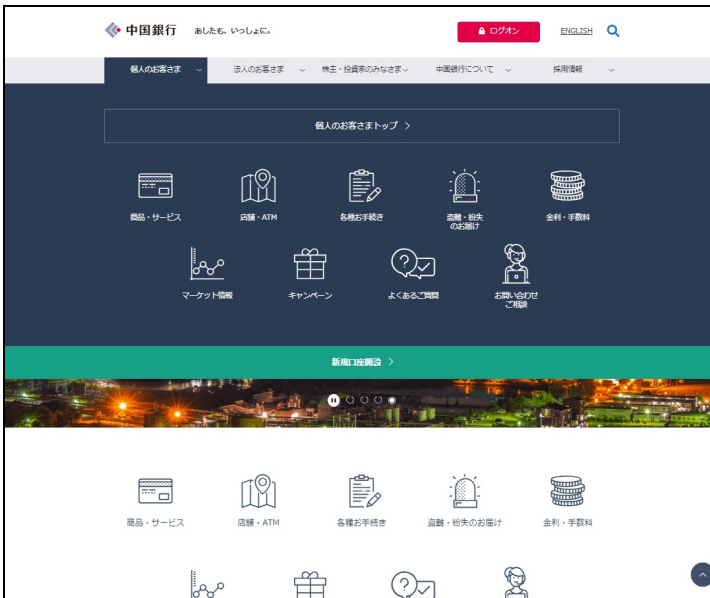 中国銀行 あしたも、いっしょに。 ログオン ENGLISH
個人のお客さま 法人のお客さま 株主・投資家のみなさま 中国銀行について 採用情報
個人のお客さまトップ
商品・サービス 店舗・ATM 各種お手続き 盗難・紛失 金利・手数料
のお届け
マーケット情報 キャンペーン よくあるご質問 お問い合わせ
ご相談
新規口座開設
商品・サービス 店舗・ATM 各種お手続き 盗難・紛失のお届け 金利・手数料